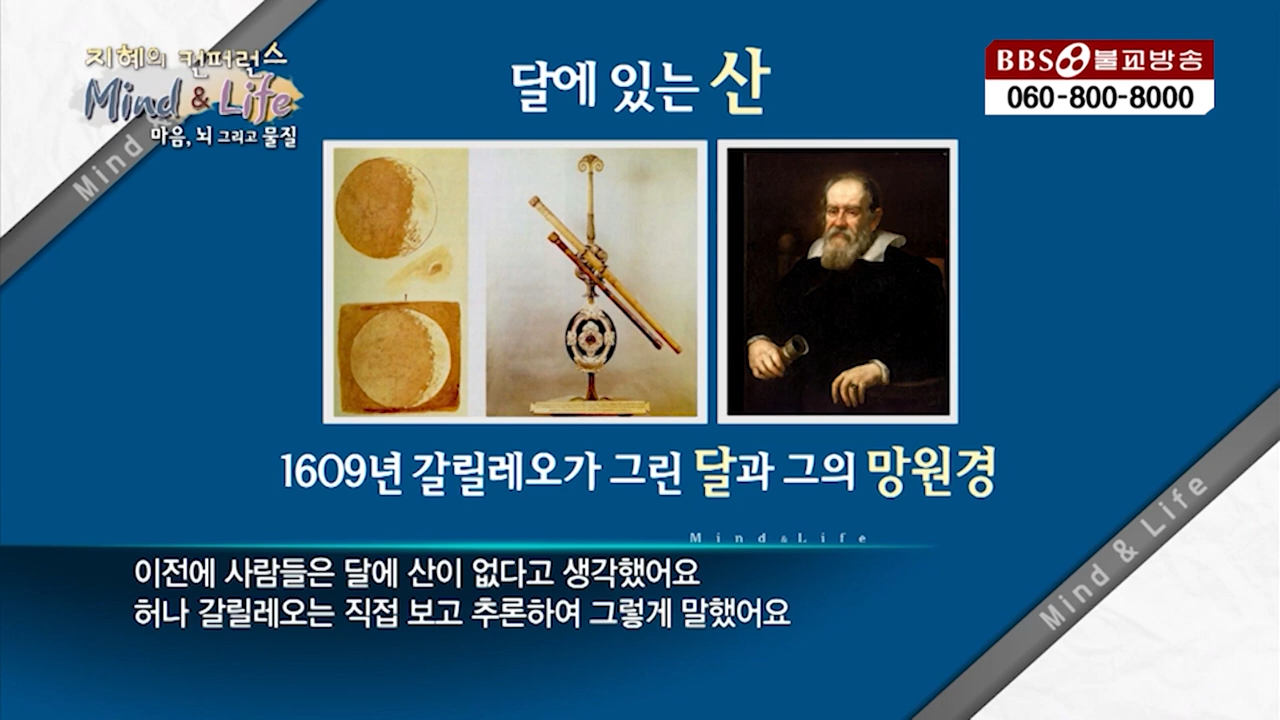 지혜의 컨퍼런스
Mind & Life
마음, 뇌 그리고 물질
Mind &
BBS 불교방송
060-800-8000
달에 있는 산
1609년 갈릴레오가 그린 달과 그의 망원경
Mind & Life
이전에 사람들은 달에 산이 없다고 생각했어요
허나 갈릴레오는 직접 보고 추론하여 그렇게 말했어요
Mind & Life